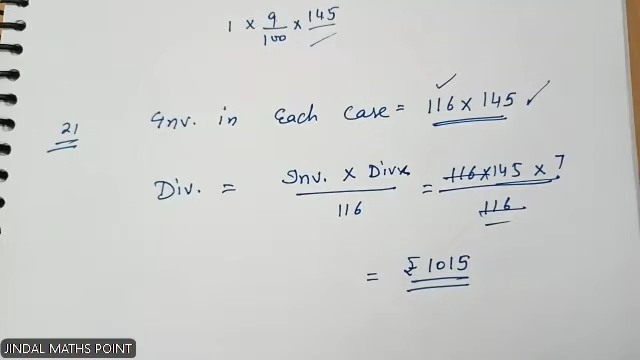 1 × 9/100 × 145
21
Inv. in Each case = 116 × 145
Div. = Inv. × Div% / 116 = 116 × 145 × 7 / 116
= ₹ 1015
JINDAL MATHS POINT